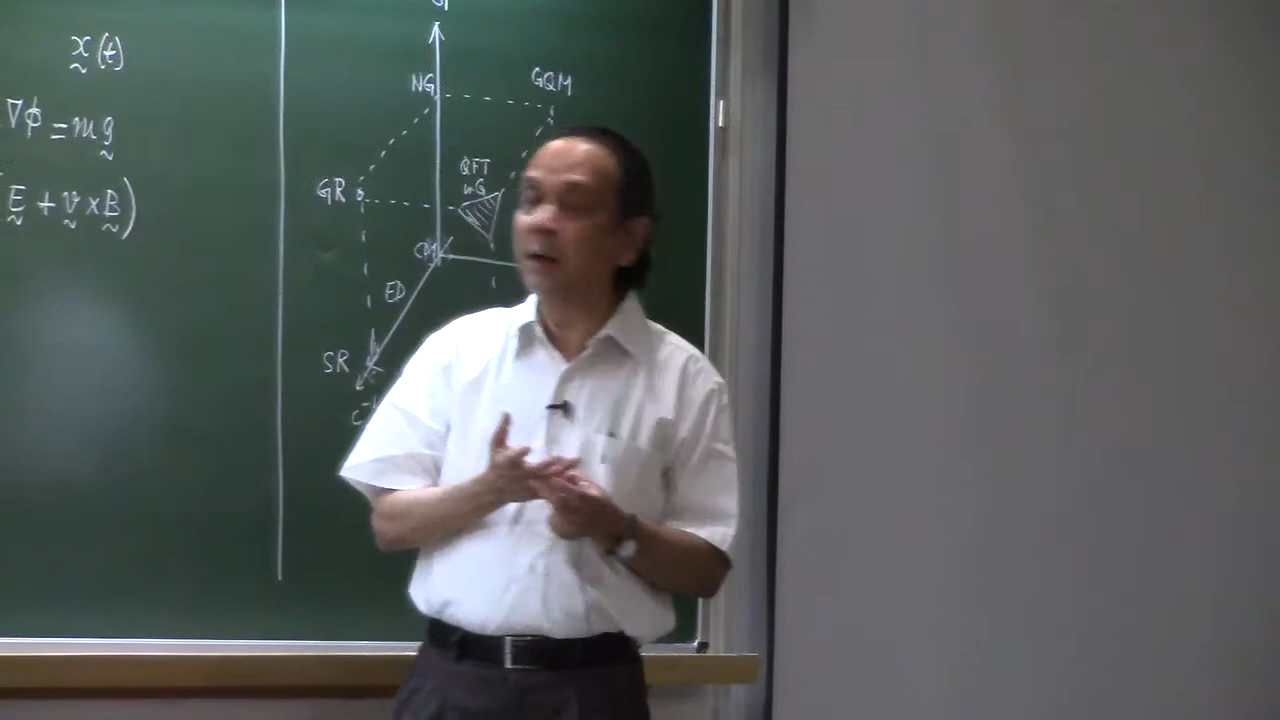 x(t)
∇ϕ = mg
E + v × B)
NG
GQM
QFT
GR
wG
CM
ED
SR